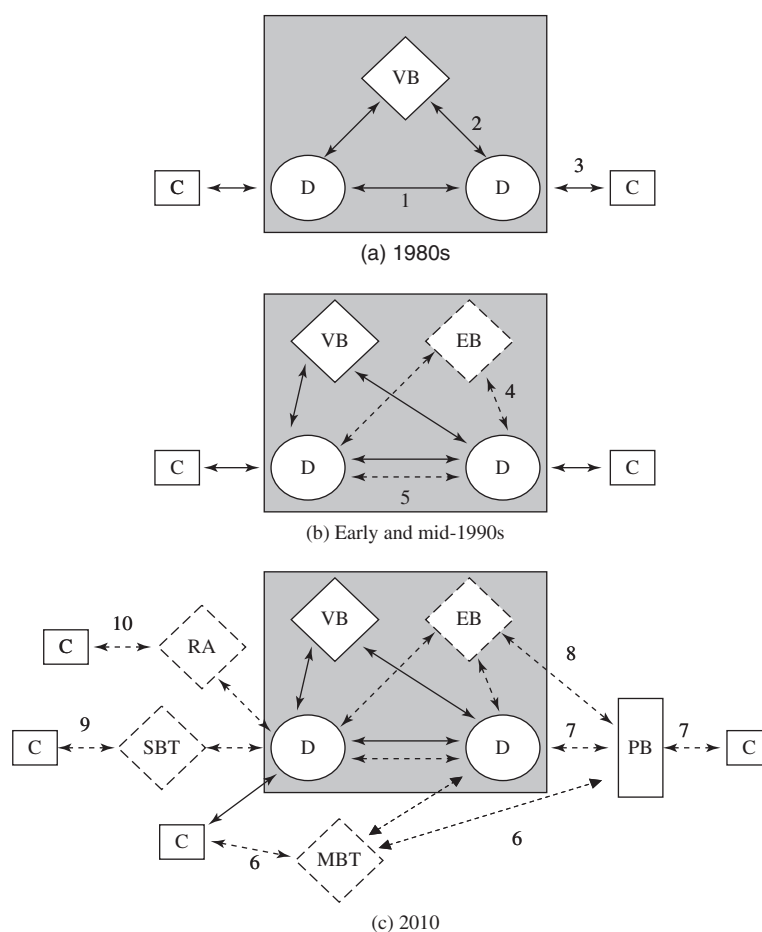 VB
2
3
C D D C
1
(a) 1980s
VB EB
4
C D D C
5
(b) Early and mid-1990s
VB EB
10
C RA 8
9 7 7
C SBT D D PB C
C 6
6 MBT
(c) 2010